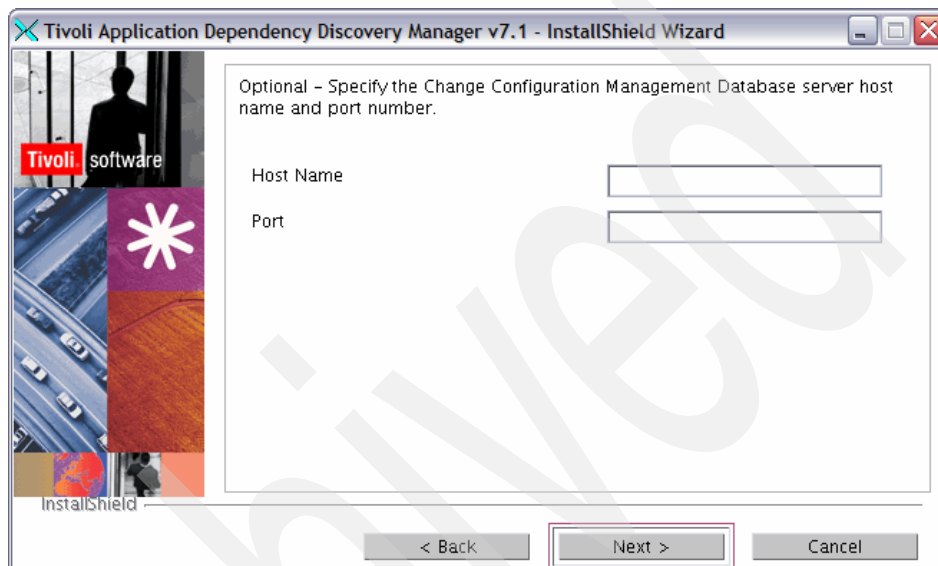 Tivoli Application Dependency Discovery Manager v7.1 - InstallShield Wizard
Optional – Specify the Change Configuration Management Database server host
name and port number.
Tivoli. software
Host Name
Port
InstallShield
< Back
Next >
Cancel